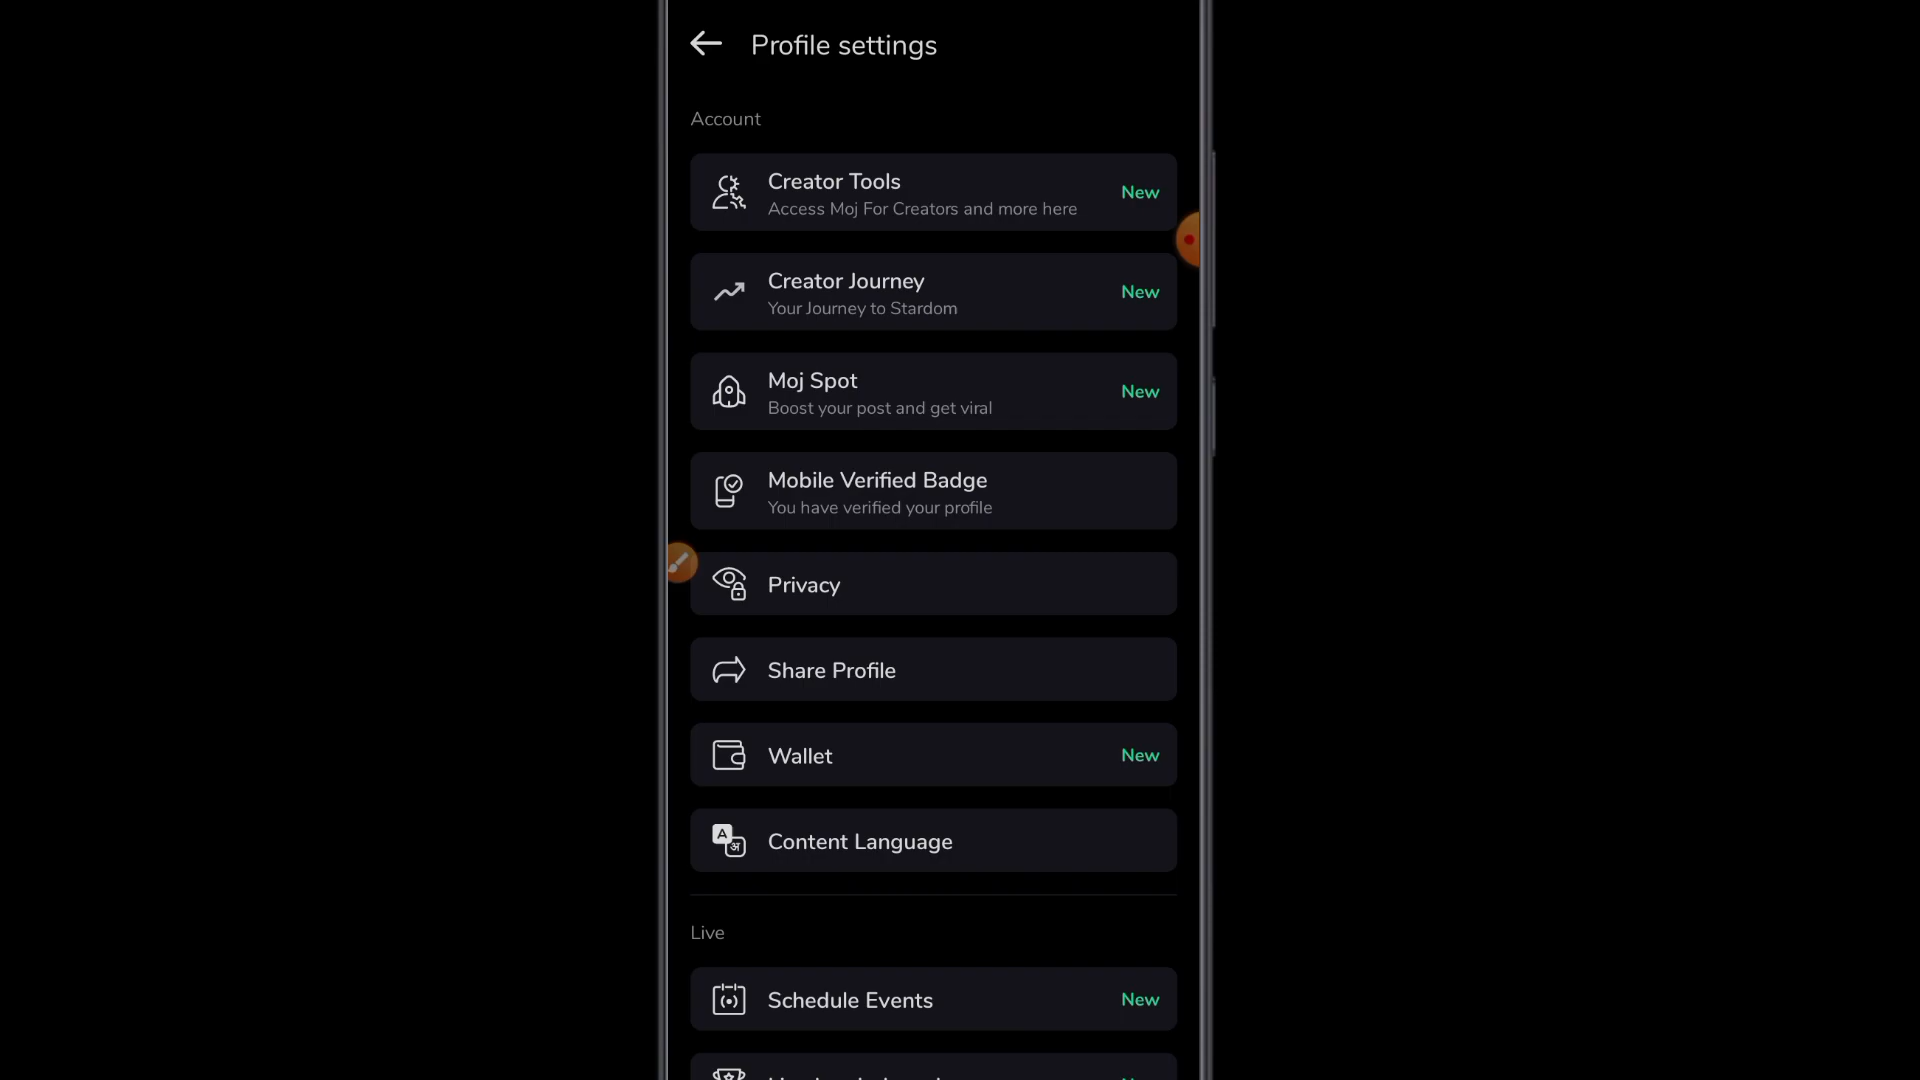 Profile settings
Account
Creator Tools
Access Moj For Creators and more here
New
Creator Journey
Your Journey to Stardom
New
Moj Spot
Boost your post and get viral
New
Mobile Verified Badge
You have verified your profile
Privacy
Share Profile
Wallet
New
A
अ
Content Language
Live
Schedule Events
New